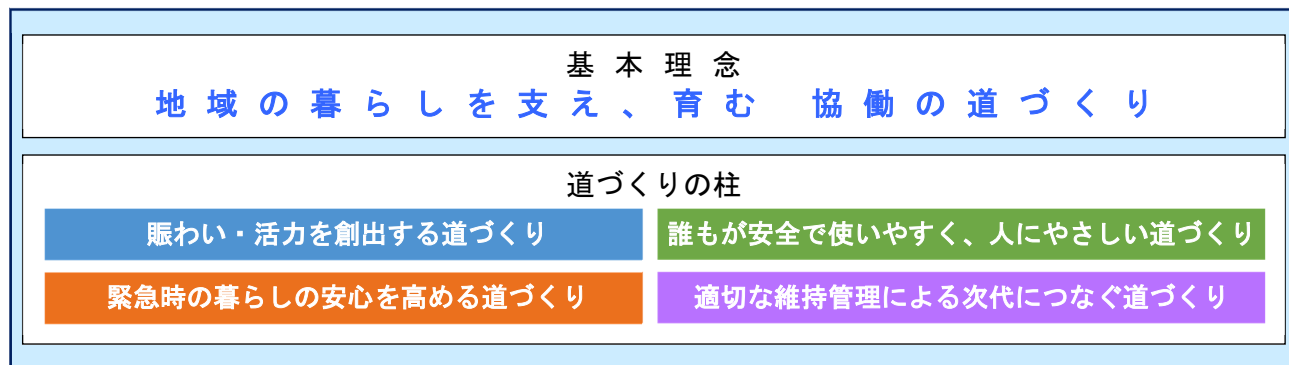 基本理念
地域の暮らしを支え、育む 協働の道づくり
道づくりの柱
賑わい・活力を創出する道づくり
誰もが安全で使いやすく、人にやさしい道づくり
緊急時の暮らしの安心を高める道づくり
適切な維持管理による次代につなぐ道づくり